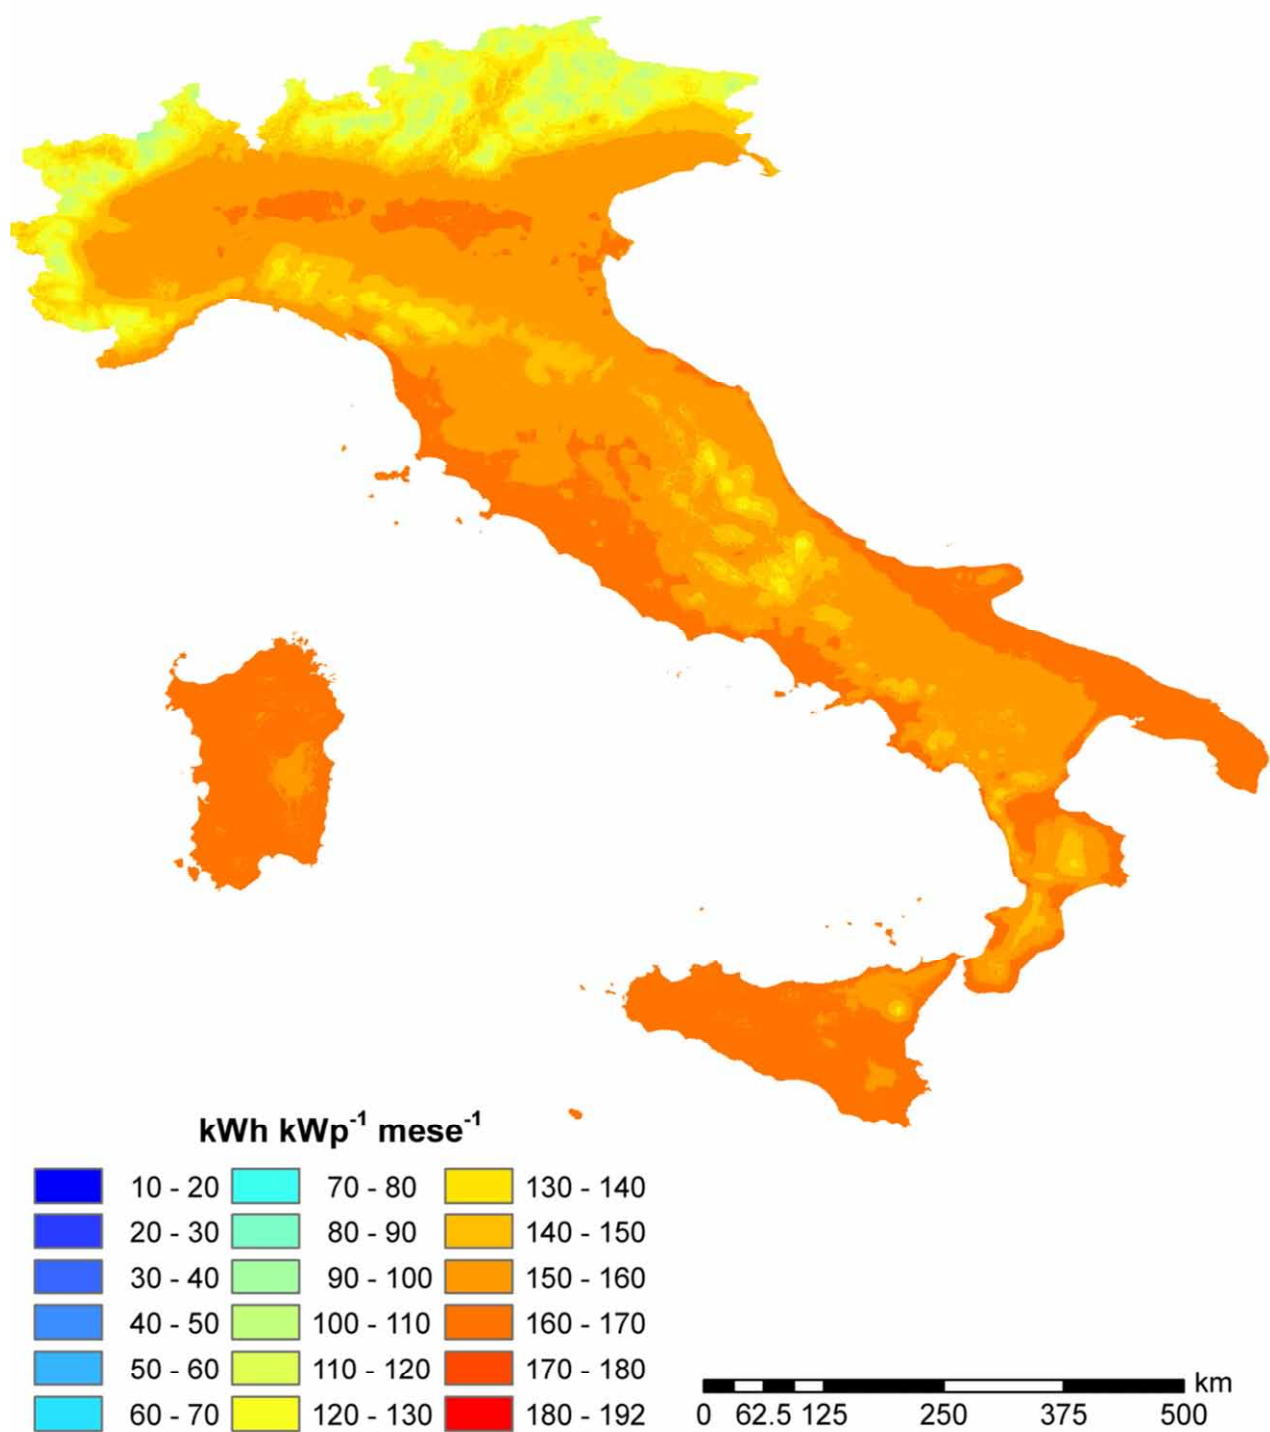 kWh kWp⁻¹ mese⁻¹
10 - 20 70 - 80 130 - 140
20 - 30 80 - 90 140 - 150
30 - 40 90 - 100 150 - 160
40 - 50 100 - 110 160 - 170
50 - 60 110 - 120 170 - 180
60 - 70 120 - 130 180 - 192
km
0 62.5 125 250 375 500